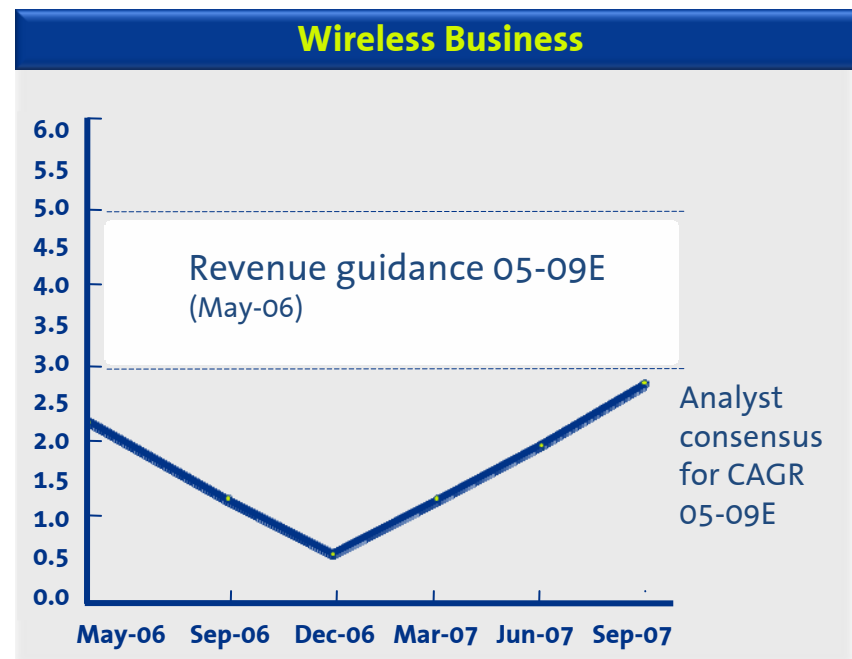 Wireless Business
6.0
5.5
5.0
4.5
4.0
3.5
3.0
2.5
2.0
1.5
1.0
0.5
0.0
Revenue guidance 05-09E
(May-06)
Analyst
consensus
for CAGR
05-09E
May-06 Sep-06 Dec-06 Mar-07 Jun-07 Sep-07